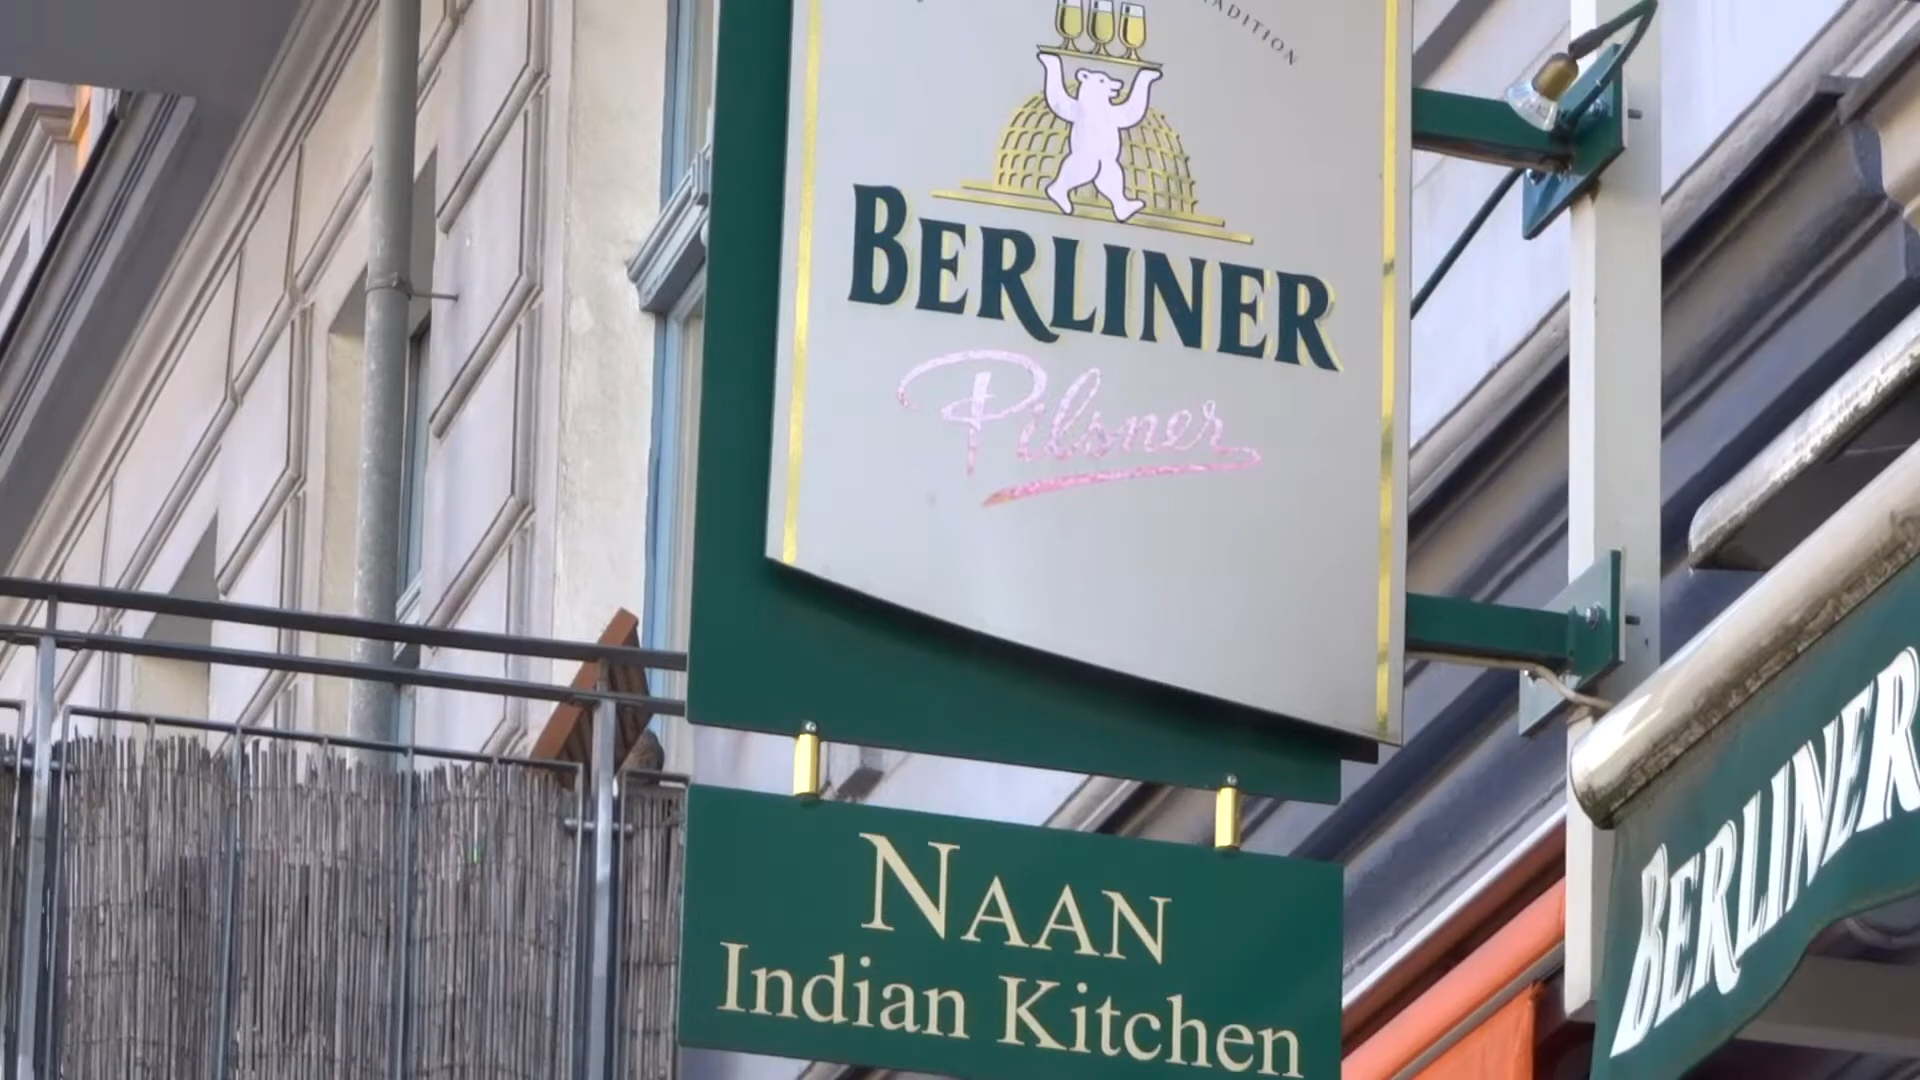 BERLINER
Pilsner
NAAN
Indian Kitchen
BERLINER